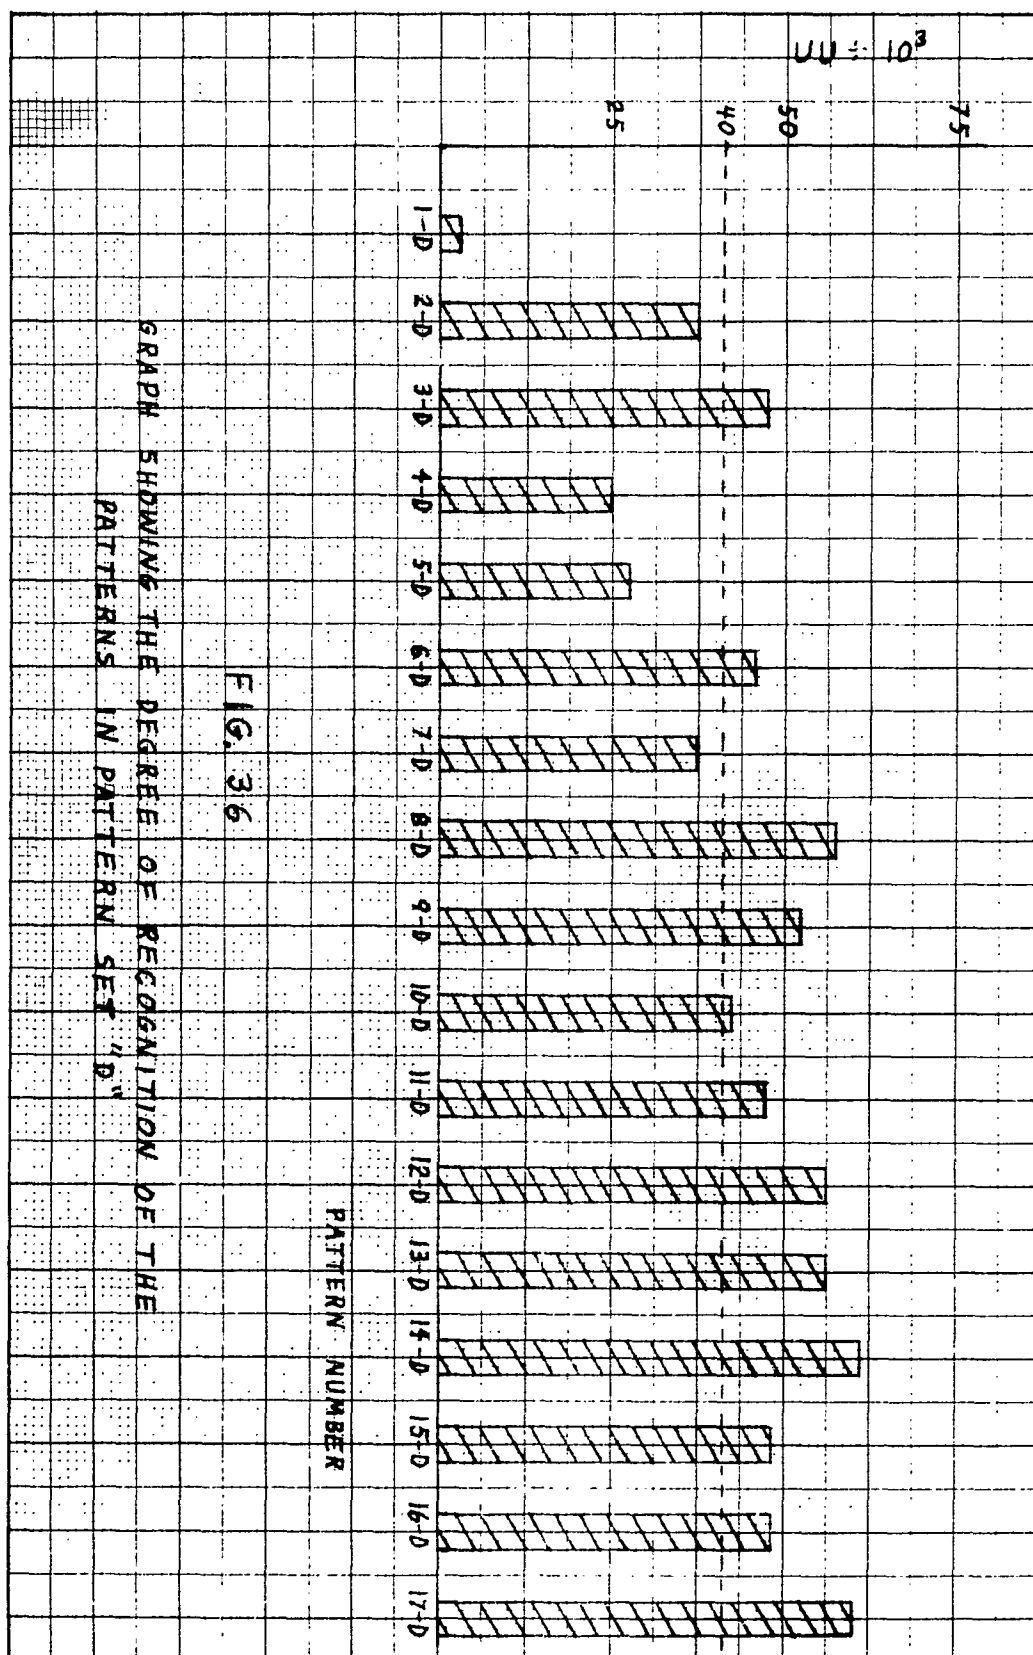 UU ÷ 10³
75
50
40
25
1-D 2-D 3-D 4-D 5-D 6-D 7-D 8-D 9-D 10-D 11-D 12-D 13-D 14-D 15-D 16-D 17-D
PATTERN NUMBER
FIG. 36
GRAPH SHOWING THE DEGREE OF RECOGNITION OF THE
PATTERNS IN PATTERN SET "D"